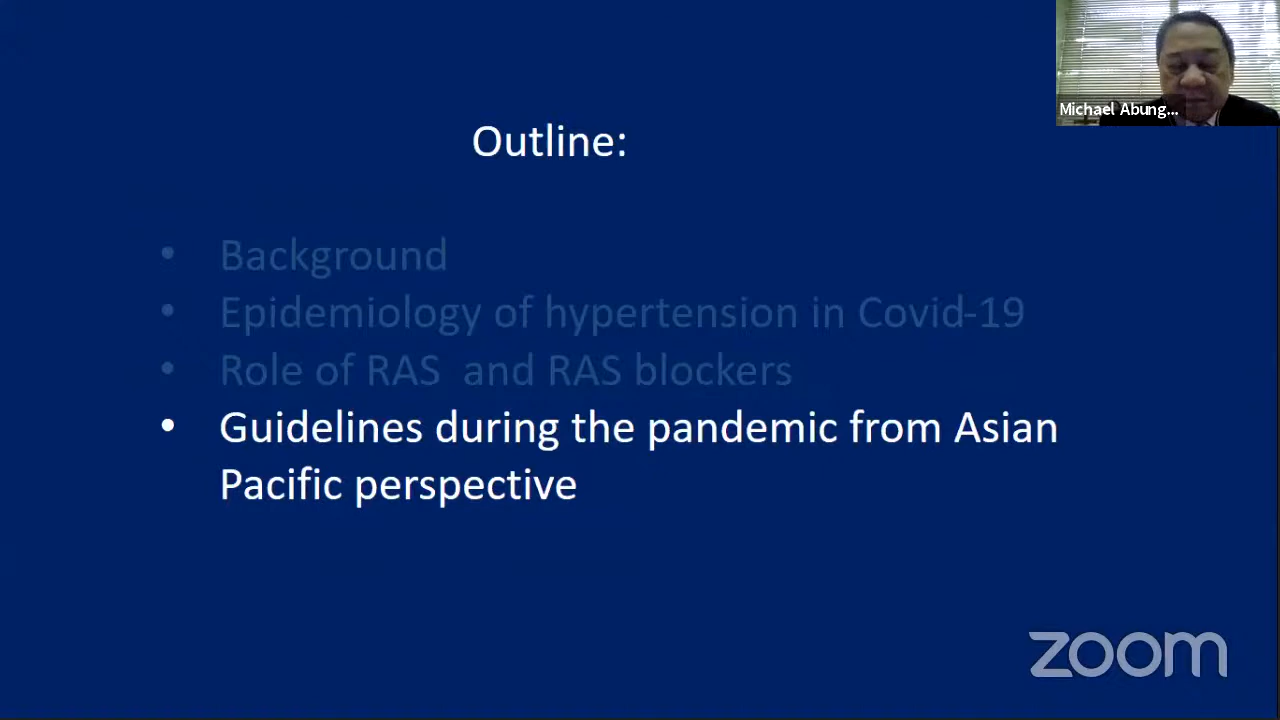 Michael Abung...
Outline:
• Background
• Epidemiology of hypertension in Covid-19
• Role of RAS and RAS blockers
• Guidelines during the pandemic from Asian
Pacific perspective
zoom